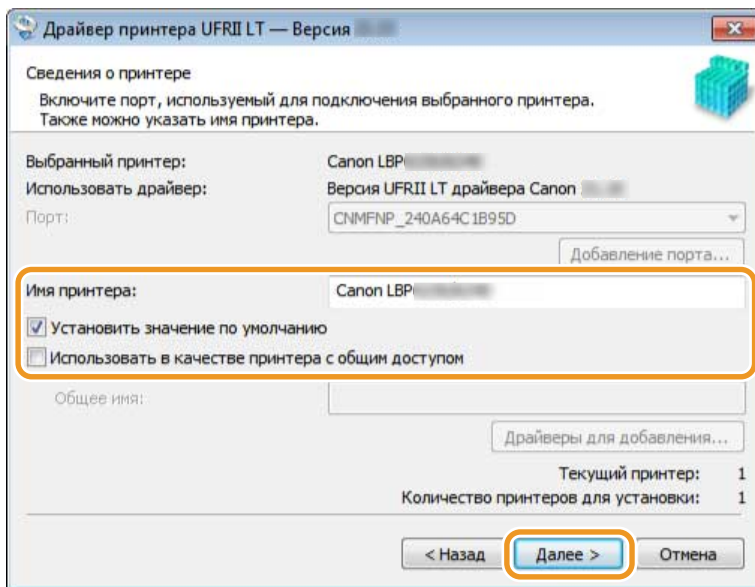 Драйвер принтера UFRII LT — Версия
Сведения о принтере
Включите порт, используемый для подключения выбранного принтера.
Также можно указать имя принтера.
Выбранный принтер: Canon LBP
Использовать драйвер: Версия UFRII LT драйвера Canon
Порт: CNMFNP_240A64C1B95D
Добавление порта...
Имя принтера: Canon LBP
Установить значение по умолчанию
Использовать в качестве принтера с общим доступом
Общее имя:
Драйверы для добавления...
Текущий принтер: 1
Количество принтеров для установки: 1
< Назад Далее > Отмена